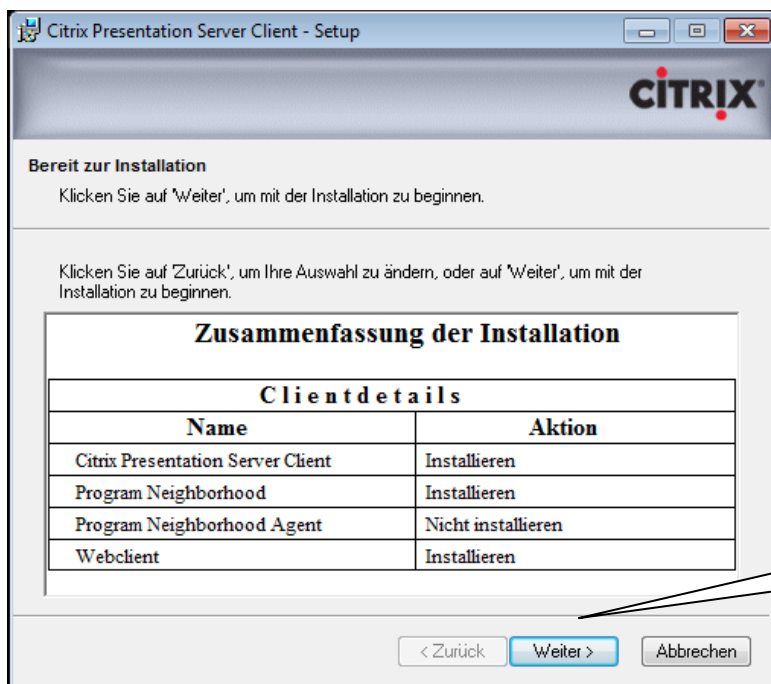 Citrix Presentation Server Client - Setup
CITRIX
Bereit zur Installation
Klicken Sie auf 'Weiter', um mit der Installation zu beginnen.
Klicken Sie auf 'Zurück', um Ihre Auswahl zu ändern, oder auf 'Weiter', um mit der
Installation zu beginnen.
Zusammenfassung der Installation
Clientdetails
Name Aktion
Citrix Presentation Server Client Installieren
Program Neighborhood Installieren
Program Neighborhood Agent Nicht installieren
Webclient Installieren
< Zurück Weiter > Abbrechen